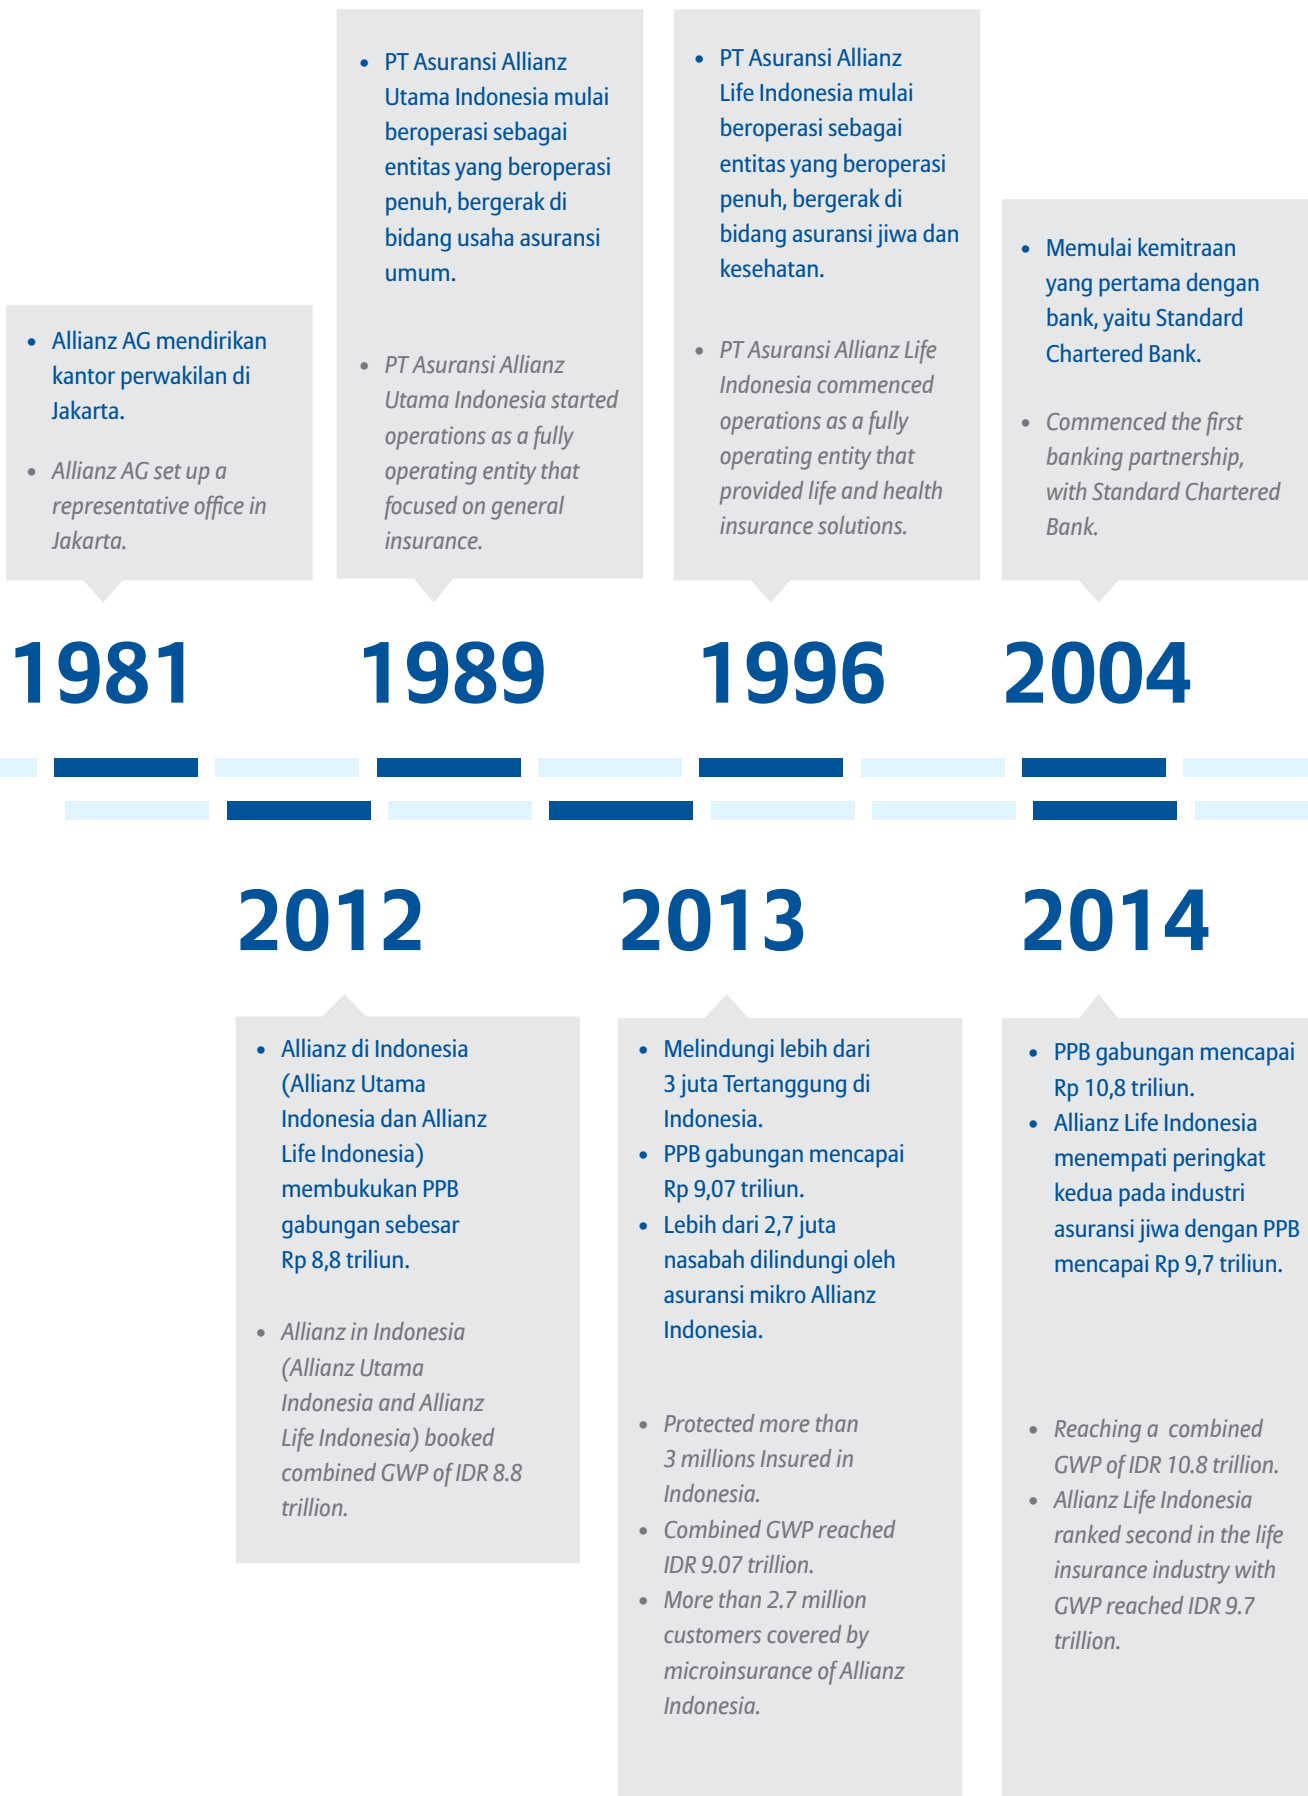 • Allianz AG mendirikan
kantor perwakilan di
Jakarta.
• Allianz AG set up a
representative office in
Jakarta.
1981
• PT Asuransi Allianz
Utama Indonesia mulai
beroperasi sebagai
entitas yang beroperasi
penuh, bergerak di
bidang usaha asuransi
umum.
• PT Asuransi Allianz
Utama Indonesia started
operations as a fully
operating entity that
focused on general
insurance.
1989
• PT Asuransi Allianz
Life Indonesia mulai
beroperasi sebagai
entitas yang beroperasi
penuh, bergerak di
bidang asuransi jiwa dan
kesehatan.
• PT Asuransi Allianz Life
Indonesia commenced
operations as a fully
operating entity that
provided life and health
insurance solutions.
1996
• Memulai kemitraan
yang pertama dengan
bank, yaitu Standard
Chartered Bank.
• Commenced the first
banking partnership,
with Standard Chartered
Bank.
2004
2012
• Allianz di Indonesia
(Allianz Utama
Indonesia dan Allianz
Life Indonesia)
membukukan PPB
gabungan sebesar
Rp 8,8 triliun.
• Allianz in Indonesia
(Allianz Utama
Indonesia and Allianz
Life Indonesia) booked
combined GWP of IDR 8.8
trillion.
2013
• Melindungi lebih dari
3 juta Tertanggung di
Indonesia.
• PPB gabungan mencapai
Rp 9,07 triliun.
• Lebih dari 2,7 juta
nasabah dilindungi oleh
asuransi mikro Allianz
Indonesia.
• Protected more than
3 millions Insured in
Indonesia.
• Combined GWP reached
IDR 9.07 trillion.
• More than 2.7 million
customers covered by
microinsurance of Allianz
Indonesia.
2014
• PPB gabungan mencapai
Rp 10,8 triliun.
• Allianz Life Indonesia
menempati peringkat
kedua pada industri
asuransi jiwa dengan PPB
mencapai Rp 9,7 triliun.
• Reaching a combined
GWP of IDR 10.8 trillion.
• Allianz Life Indonesia
ranked second in the life
insurance industry with
GWP reached IDR 9.7
trillion.